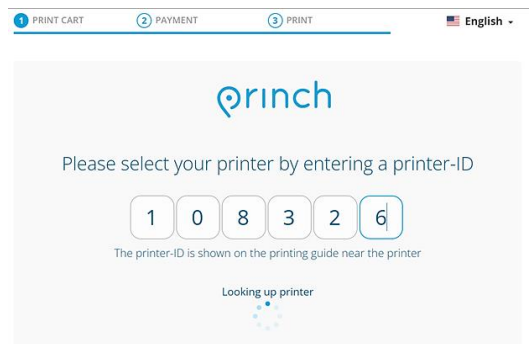 1 PRINT CART 2 PAYMENT 3 PRINT English
princh
Please select your printer by entering a printer-ID
1 0 8 3 2 6
The printer-ID is shown on the printing guide near the printer
Looking up printer